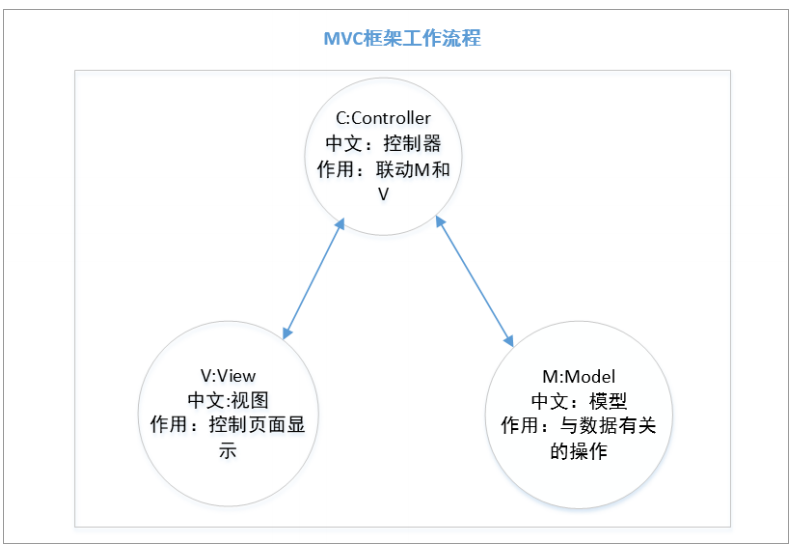 MVC框架工作流程
C:Controller
中文：控制器
作用：联动M和
V
V:View
中文:视图
作用：控制页面显
示
M:Model
中文：模型
作用：与数据有关
的操作